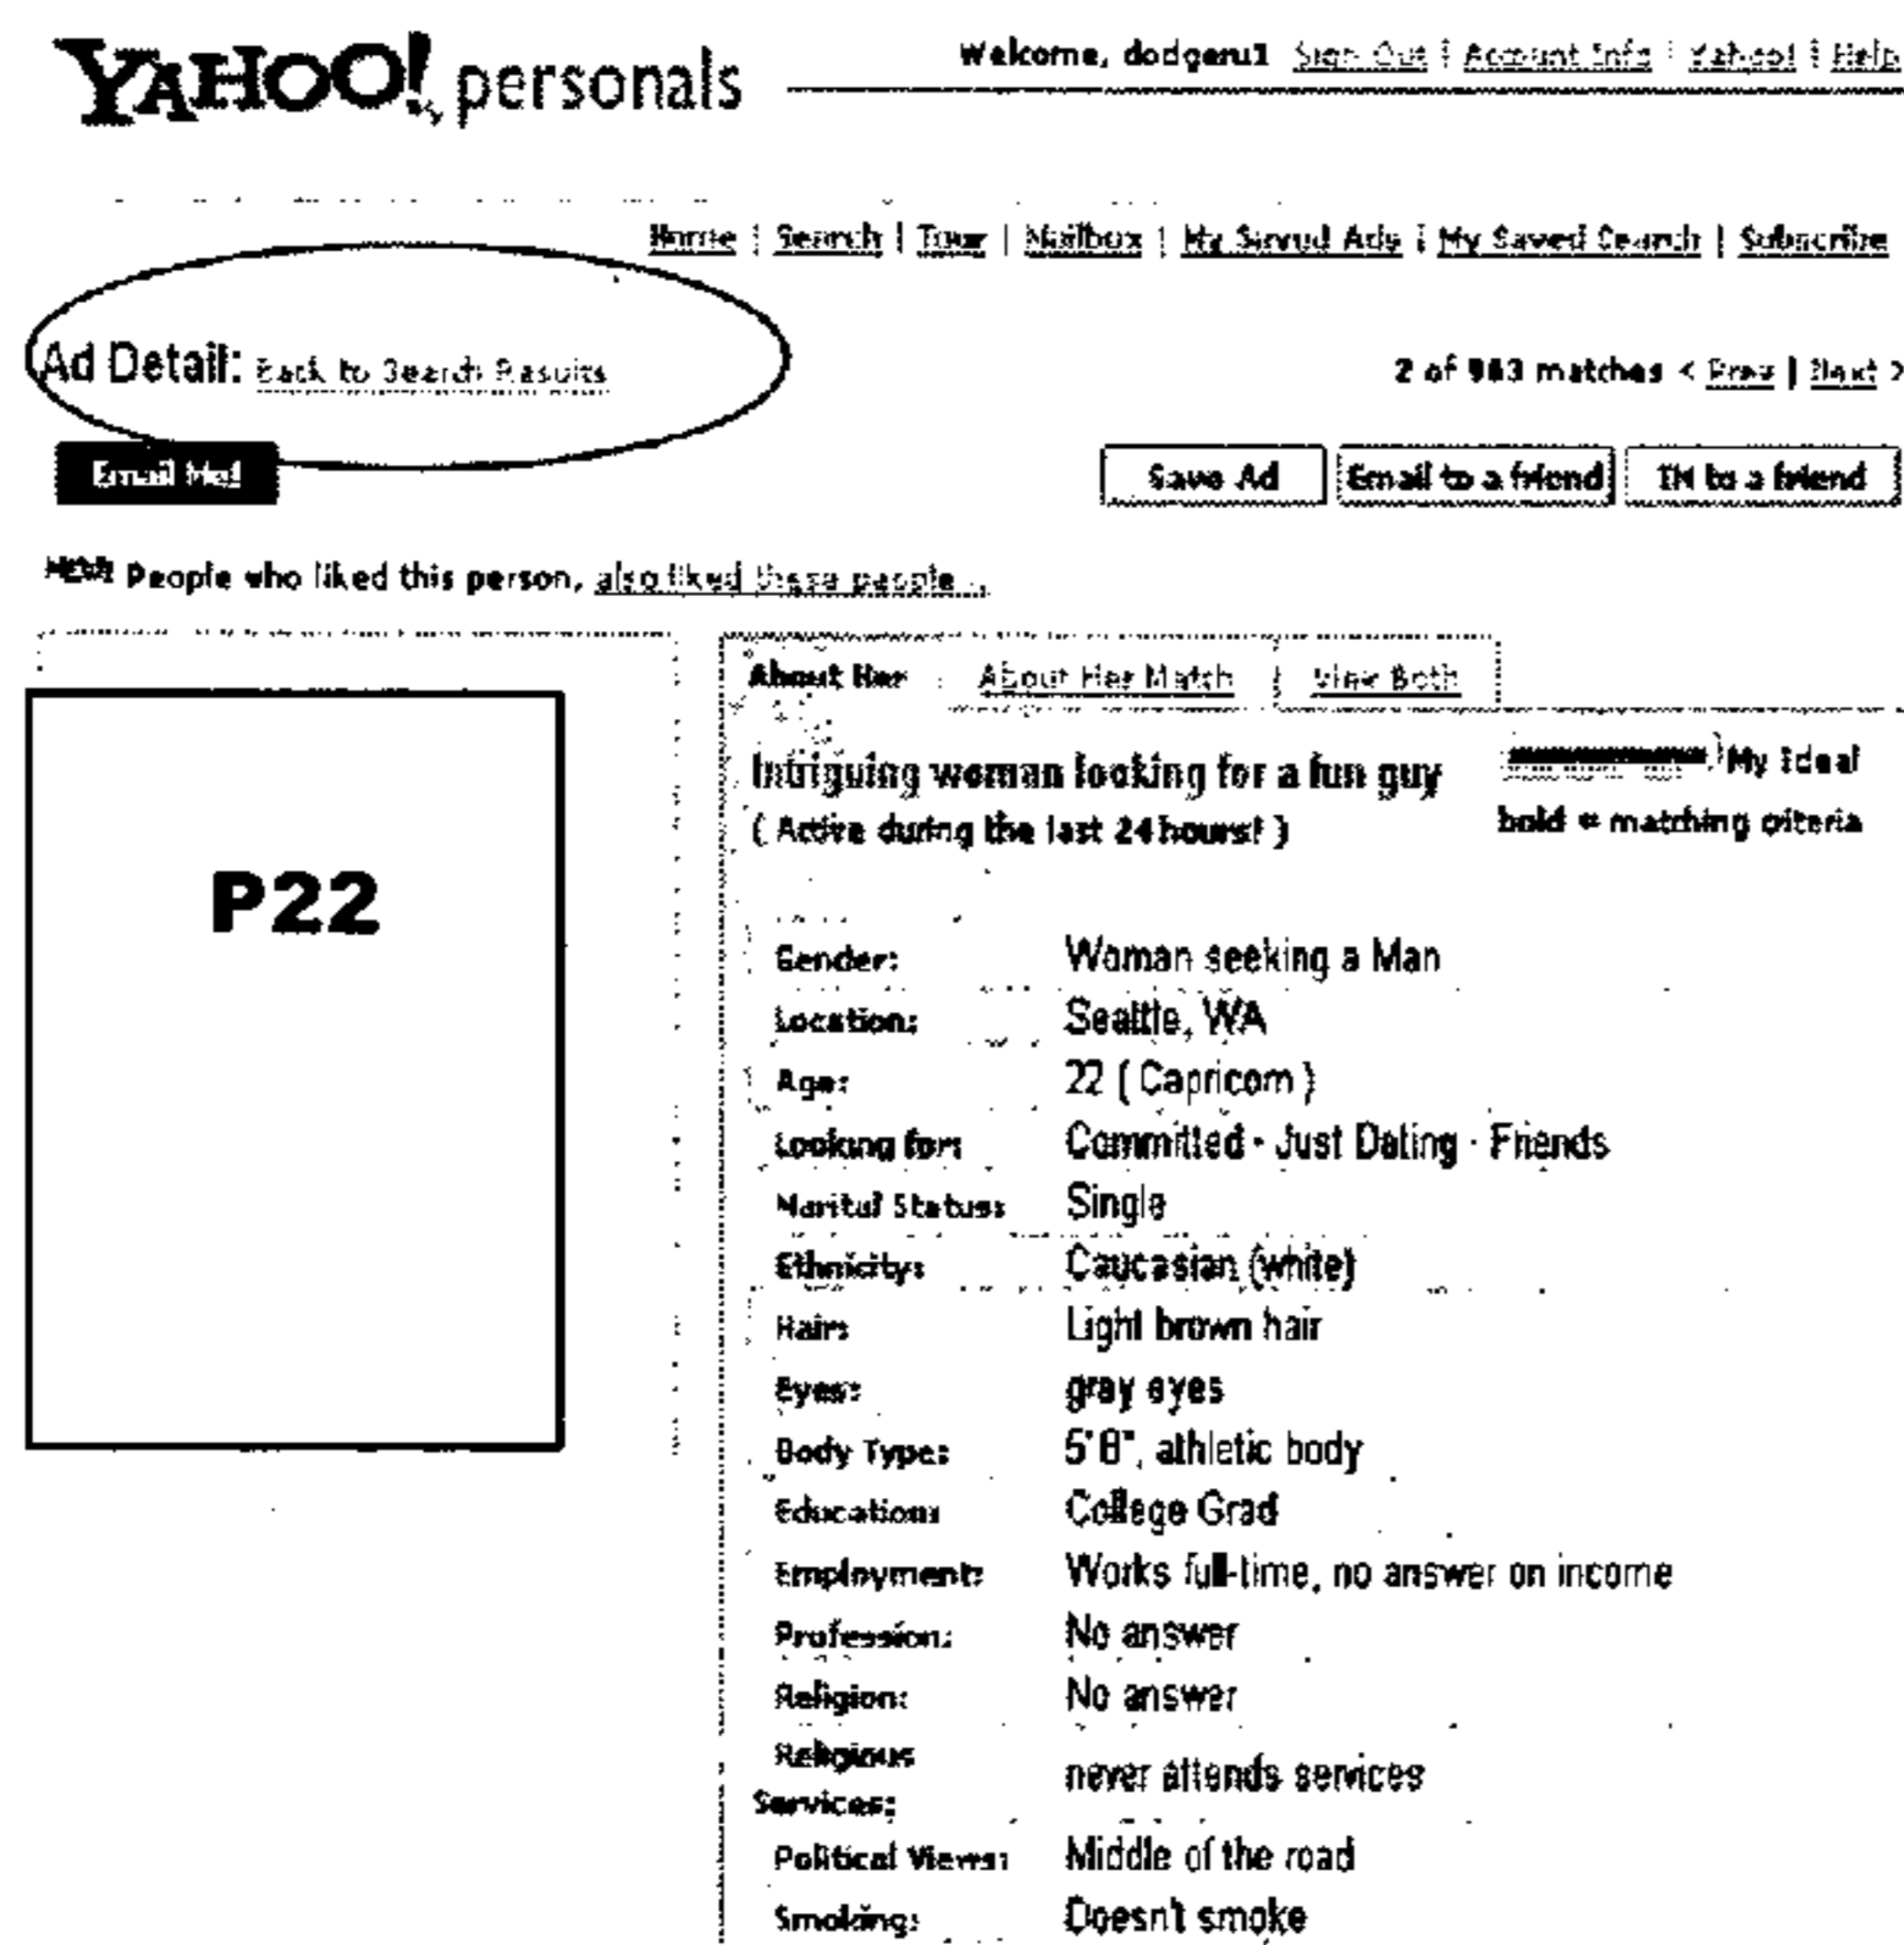 YAHOO! personals
Welcome, Sign Out | Account Info | Yahoo! | Help
Home | Search | Tour | Mailbox | My Saved Ads | My Saved Search | Subscribe
Ad Detail: Back to Search Results
2 of matches < Prev | Next >
Email Me!
Save Ad Email to a friend IM to a friend
NEW! People who liked this person, also liked these people...
About Her About Her Match View Both
P22
Intriguing woman looking for a fun guy
My Ideal
( Active during the last 24 hours! )
bold = matching criteria
Gender: Woman seeking a Man
Location: Seattle, WA
Age: 22 ( Capricorn )
Looking for: Committed - Just Dating - Friends
Marital Status: Single
Ethnicity: Caucasian (white)
Hair: Light brown hair
Eyes: gray eyes
Body Type: 5'8", athletic body
Education: College Grad
Employment: Works full-time, no answer on income
Profession: No answer
Religion: No answer
Religious Services: never attends services
Political Views: Middle of the road
Smoking: Doesn't smoke